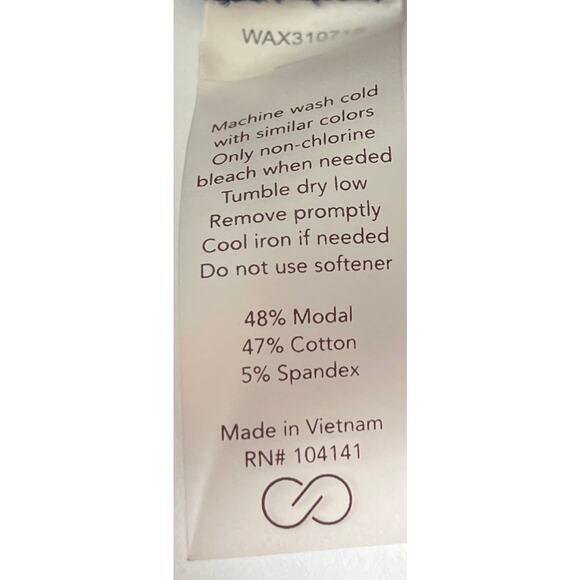 Machine wash cold
with similar colors
Only non-chlorine
bleach when needed
Tumble dry low
Remove promptly
Cool iron if needed
Do not use softener
48% Modal
47% Cotton
5% Spandex
Made in Vietnam
RN# 104141